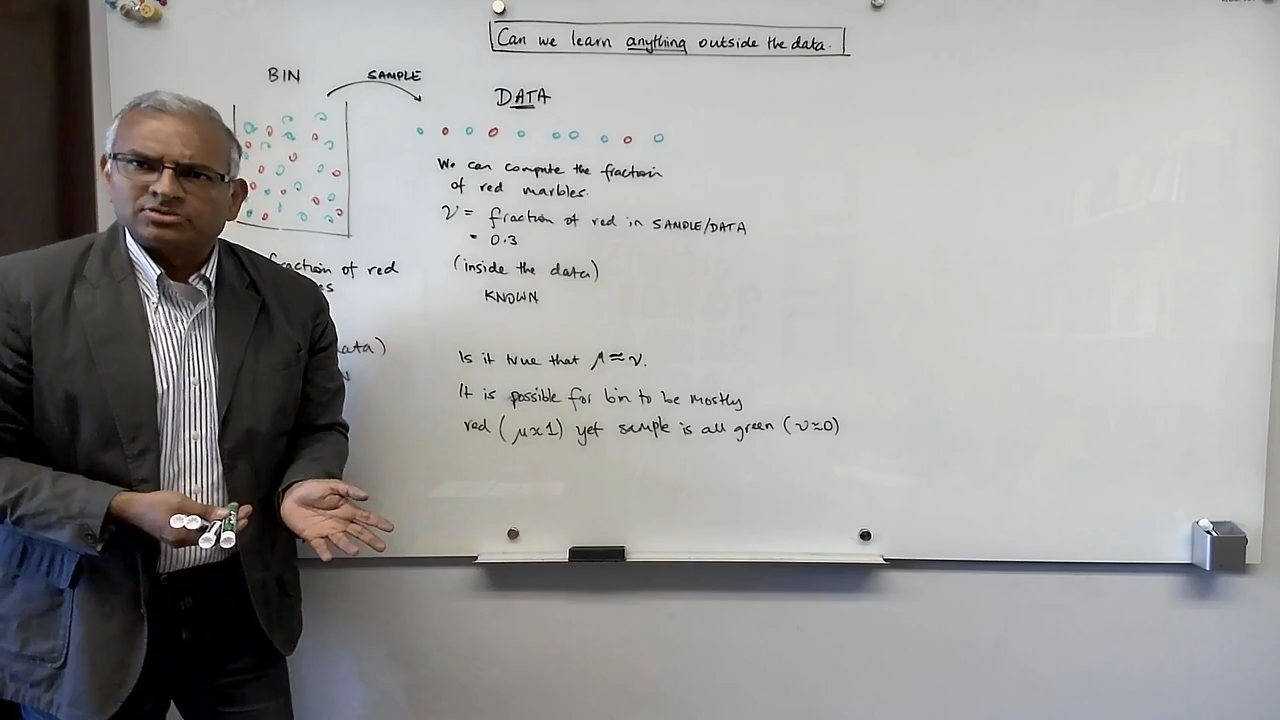 Can we learn anything outside the data.
BIN
SAMPLE
DATA
We can compute the fraction
of red marbles.
ν = fraction of red in SAMPLE/DATA
= 0.3
(inside the data)
KNOWN
fraction of red
Is it true that μ≈ν.
It is possible for bin to be mostly
red (μ≈1) yet sample is all green (ν≈0)